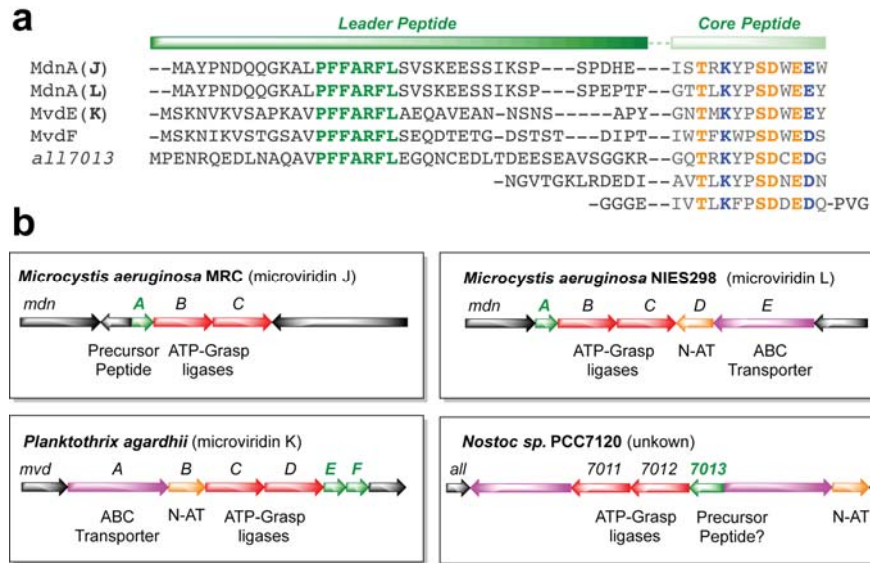 a
Leader Peptide Core Peptide
MdnA(J) --MAYPNDQQGKALPFFARFLSVSKEESSIKSP---SPDHE---ISTRKYPSDWEEW
MdnA(L) --MAYPNDQQGKALPFFARFLSVSKEESSIKSP---SPEPTF--GTTLKYPSDWEEY
MvdE(K) -MSKNVKVSAPKAVPFFARFLAEQAVEAN-NSNS-----APY--GNTMKWPSDWEEY
MvdF -MSKNIKVSTGSAVPFFARFLSEQDTETG-DSTST---DIPT--IWTFKWPSDWEDS
all7013 MPENRQEDLNAQAVPFFARFLEGQNCEDLTDEESEAVSGGKR--GQTRKYPSDCEDG
-NGVTGKLRDEDI--AVTLKYPSDNEDN
-GGGE--IVTLKFPSDDEDQ-PVG
b
Microcystis aeruginosa MRC (microviridin J)
mdn A B C
Precursor Peptide ATP-Grasp ligases
Microcystis aeruginosa NIES298 (microviridin L)
mdn A B C D E
ATP-Grasp ligases N-AT ABC Transporter
Planktothrix agardhii (microviridin K)
mvd A B C D E F
ABC Transporter N-AT ATP-Grasp ligases
Nostoc sp. PCC7120 (unkown)
all 7011 7012 7013
ATP-Grasp ligases Precursor Peptide? N-AT